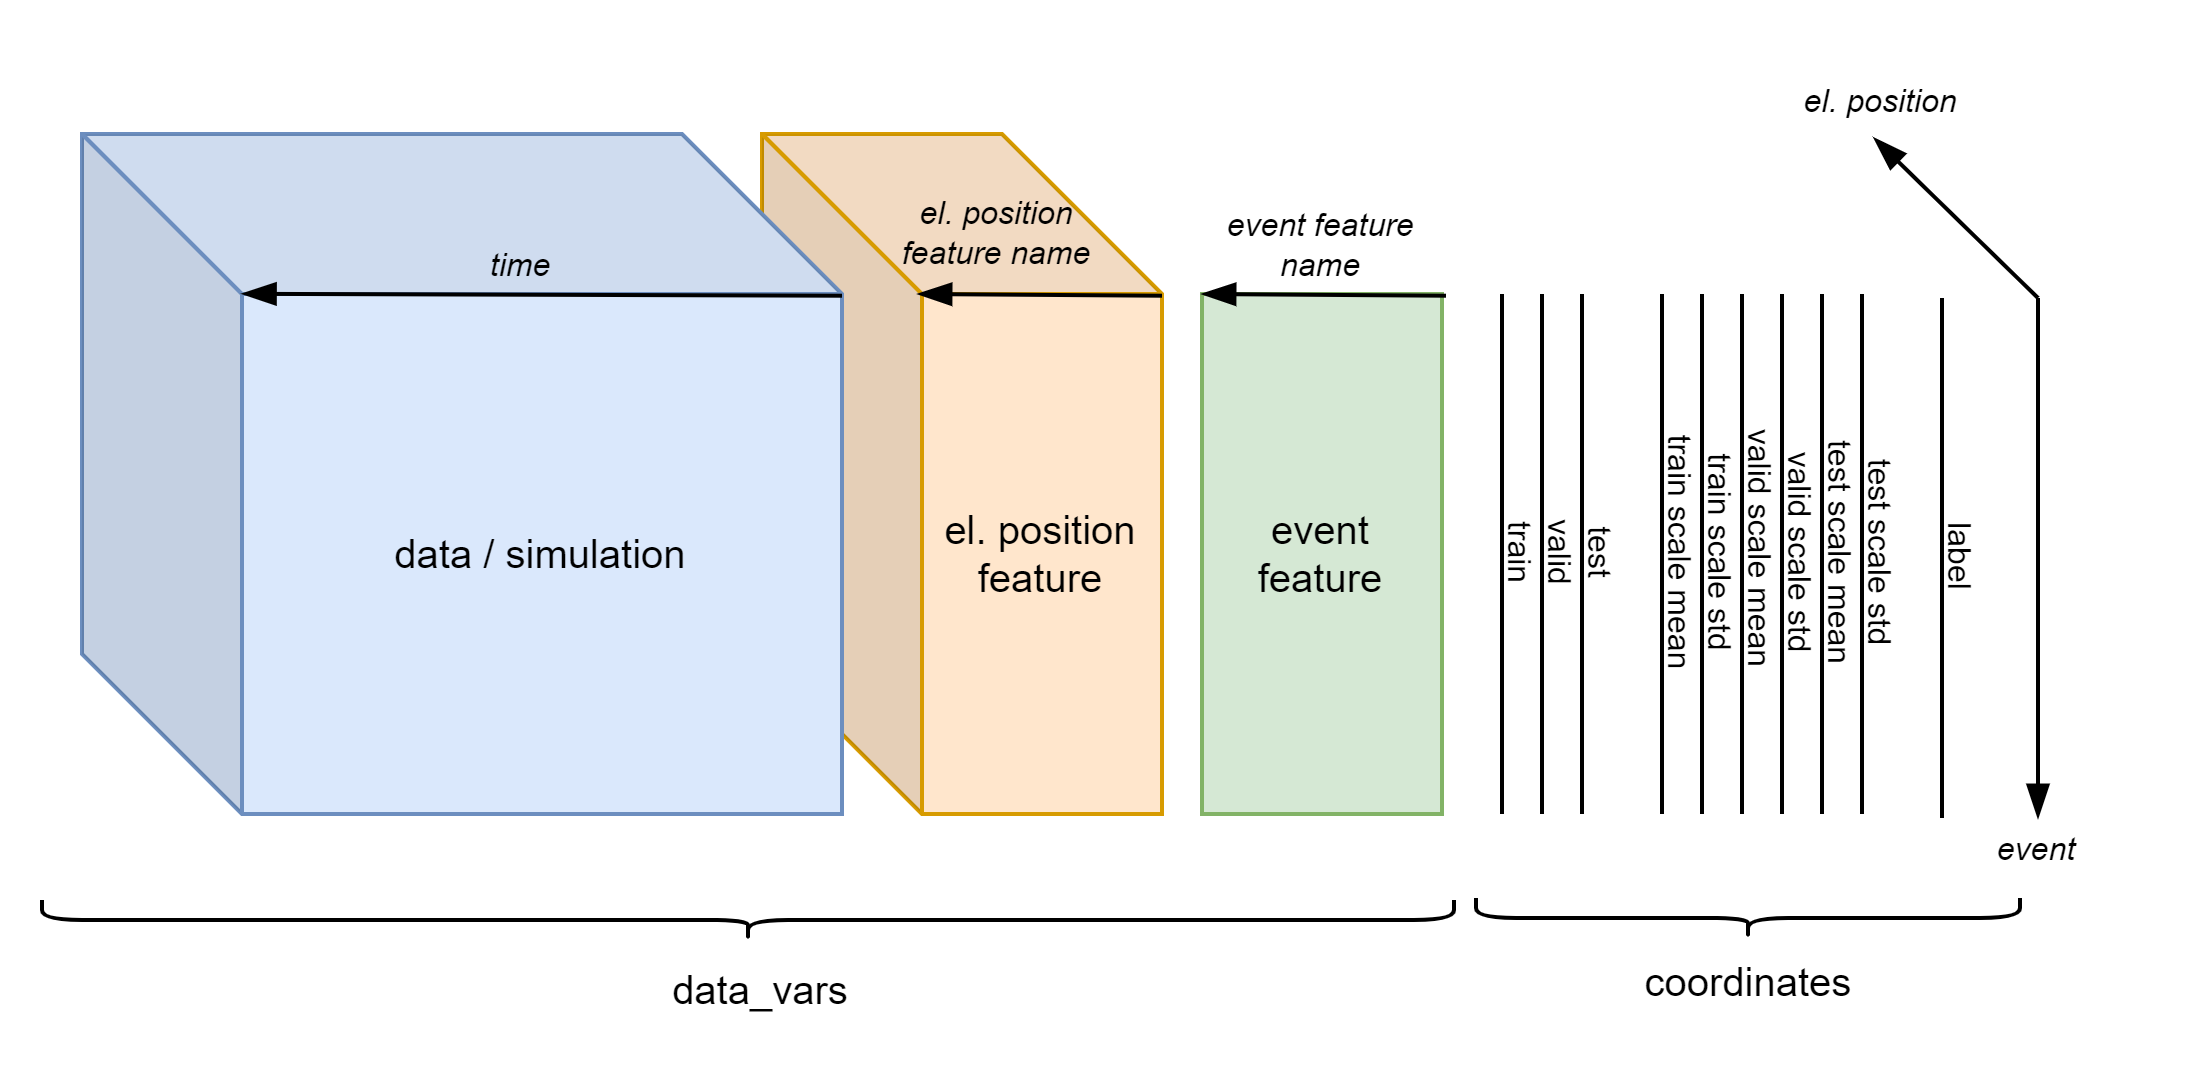 el. position
time
el. position
feature name
event feature
name
data / simulation
el. position
feature
event
feature
train
valid
test
train scale mean
train scale std
valid scale mean
valid scale std
test scale mean
test scale std
label
event
data_vars
coordinates